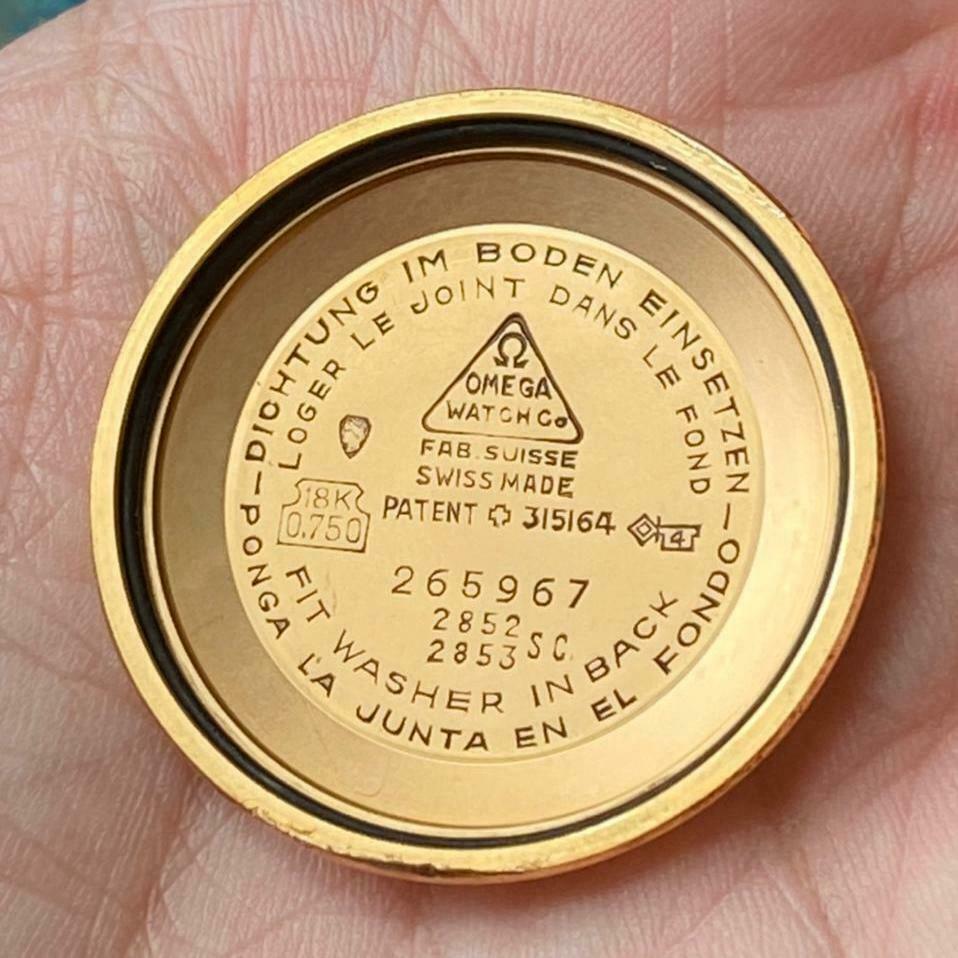 —DICHTUNG IM BODEN EINSETZEN—
LOGER LE JOINT DANS LE FOND
Ω
OMEGA
WATCH Co
FAB. SUISSE
SWISS MADE
PATENT 315164
18K
0.750
4
265967
2852
2853 S C.
FIT WASHER IN BACK
PONGA LA JUNTA EN EL FONDO